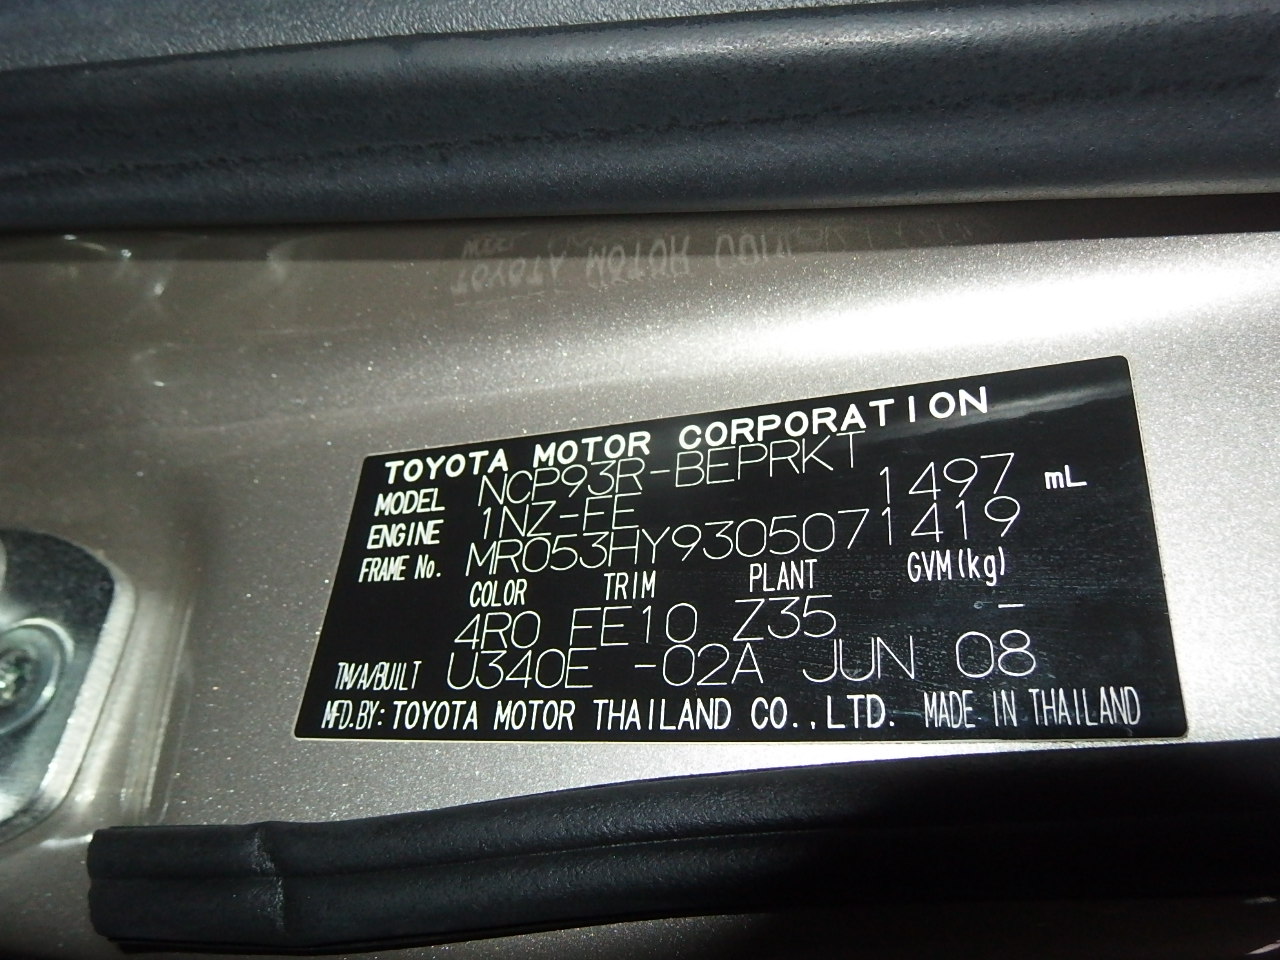 TOYOTA MOTOR CORPORATION
MODEL NCP93R-BEPRKT
ENGINE 1NZ-FE 1497 mL
FRAME No. MR053HY9305071419
COLOR TRIM PLANT GVM(kg)
4R0 FE10 Z35 -
TM/A/BUILT U340E -02A JUN 08
MFD.BY: TOYOTA MOTOR THAILAND CO.,LTD. MADE IN THAILAND